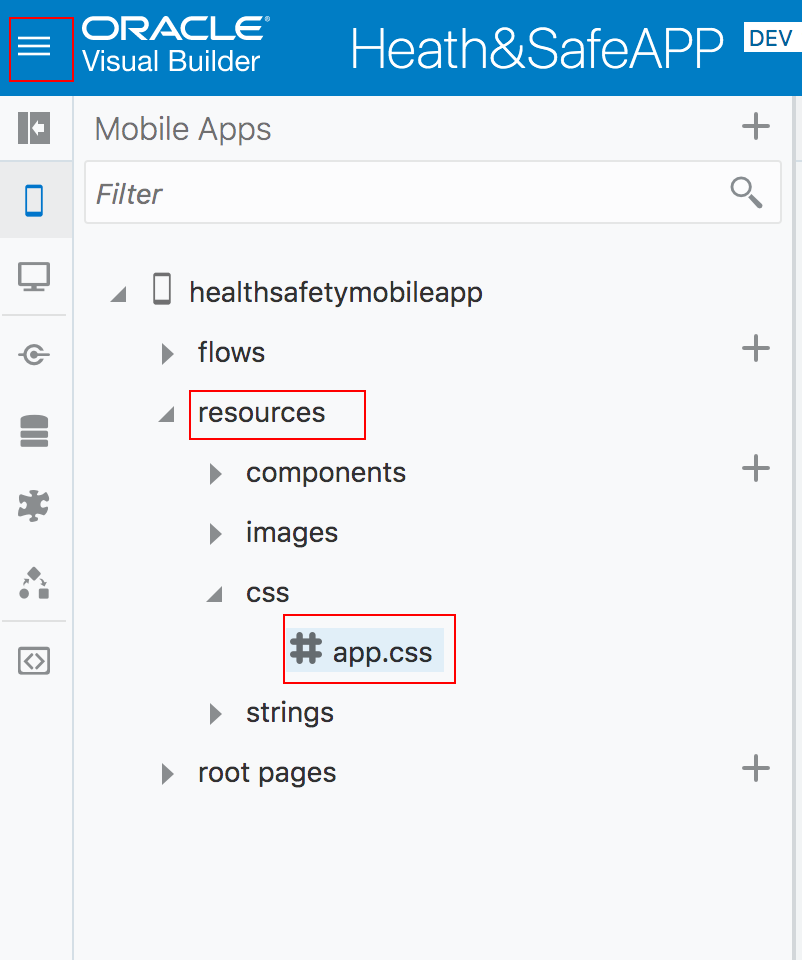 ORACLE®
Visual Builder
Heath&SafeAPP
DEV
Mobile Apps
Filter
healthsafetymobileapp
flows
resources
components
images
css
app.css
strings
root pages